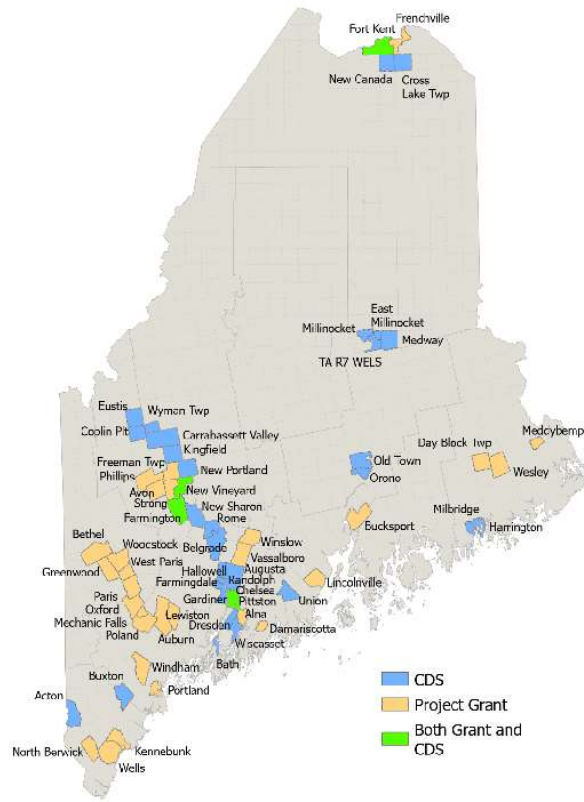 Frenchville
Fort Kent
New Canada
Cross
Lake Twp
East
Millinocket
Millinocket
Medway
TA R7 WELS
Eustis
Wyman Twp
Coplin Plt
Carrabassett Valley
Kingfield
Freeman Twp
New Portland
Phillips
Avon
New Vineyard
Strong
New Sharon
Farmington
Rome
Belgrade
Medcybemp
Day Block Twp
Wesley
Old Town
Orono
Milbridge
Harrington
Bucksport
Bethel
Woocstock
West Paris
Greenwood
Winslow
Vassalboro
Augusta
Hallowell
Randolph
Farmingdale
Chelsea
Gardiner
Pittston
Lincolnville
Union
Paris
Oxford
Mechanic Falls
Lewiston
Poland
Auburn
Dresden
Alna
Damariscotta
Wiscasset
Bath
Windham
Buxton
Portland
Acton
North Berwick
Kennebunk
Wells
CDS
Project Grant
Both Grant and
CDS